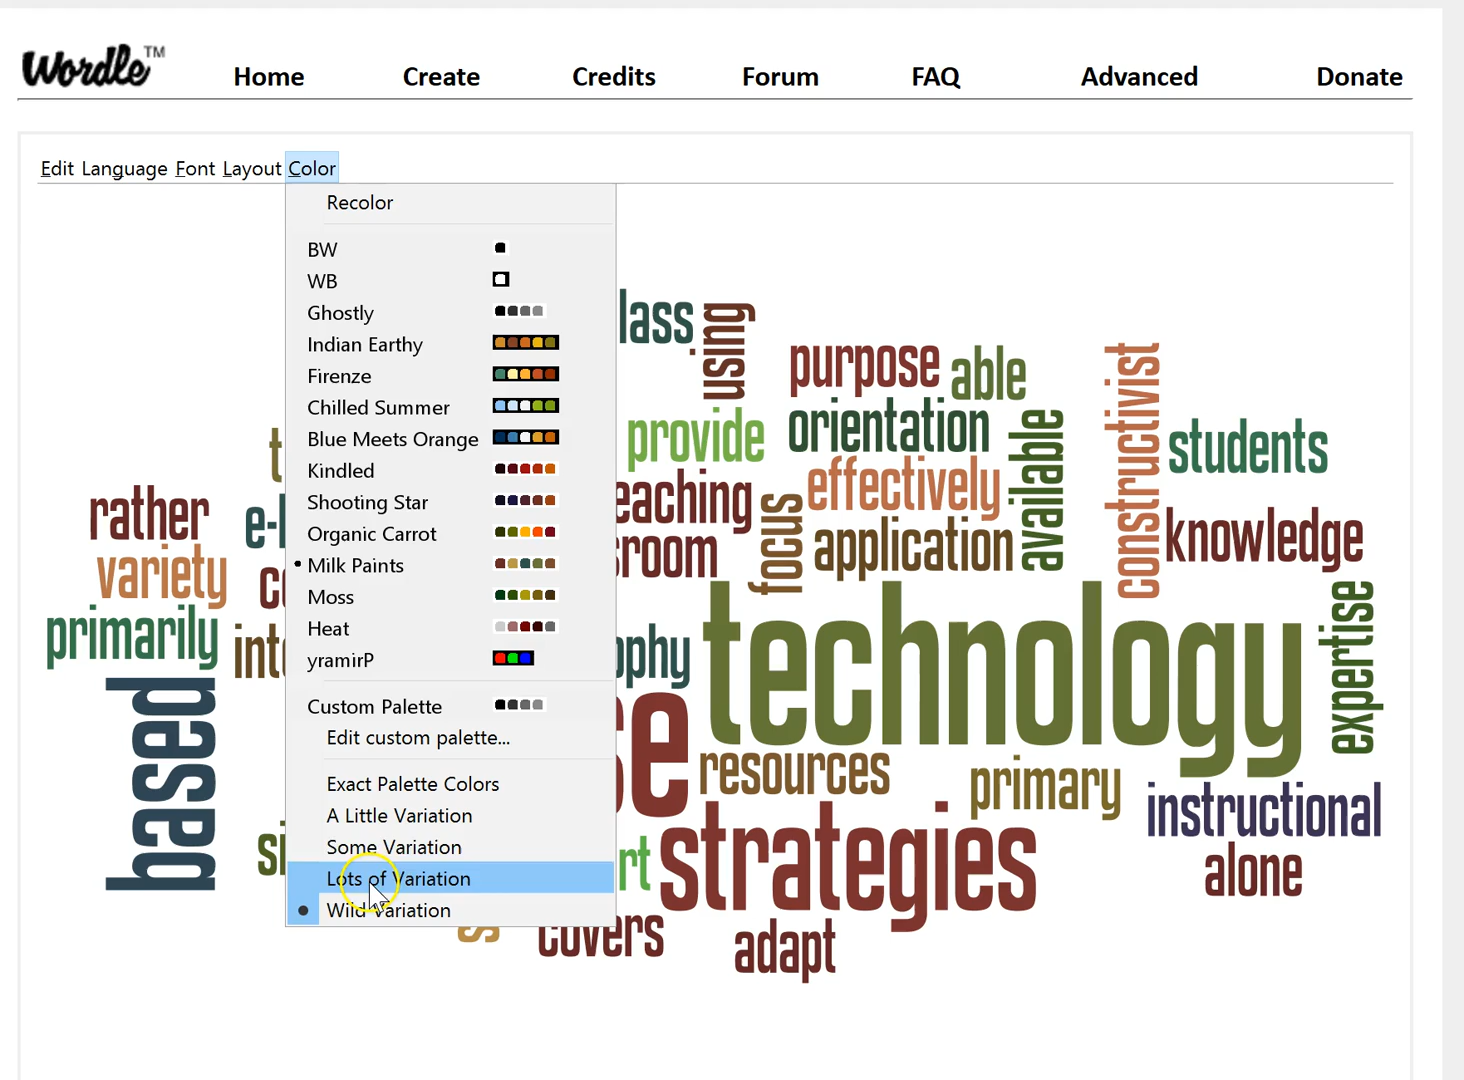 Wordle™
Home Create Credits Forum FAQ Advanced Donate
Edit Language Font Layout Color
Recolor
BW
WB
Ghostly
Indian Earthy
Firenze
Chilled Summer
Blue Meets Orange
Kindled
Shooting Star
Organic Carrot
Milk Paints
Moss
Heat
yramirP
Custom Palette
Edit custom palette...
Exact Palette Colors
A Little Variation
Some Variation
Lots of Variation
Wild Variation
rather
variety
primarily
based
lass
using
purpose
able
provide
orientation
available
constructivist
students
eaching
effectively
focus
application
knowledge
room
technology
expertise
ophy
resources
primary
instructional
strategies
alone
covers
adapt